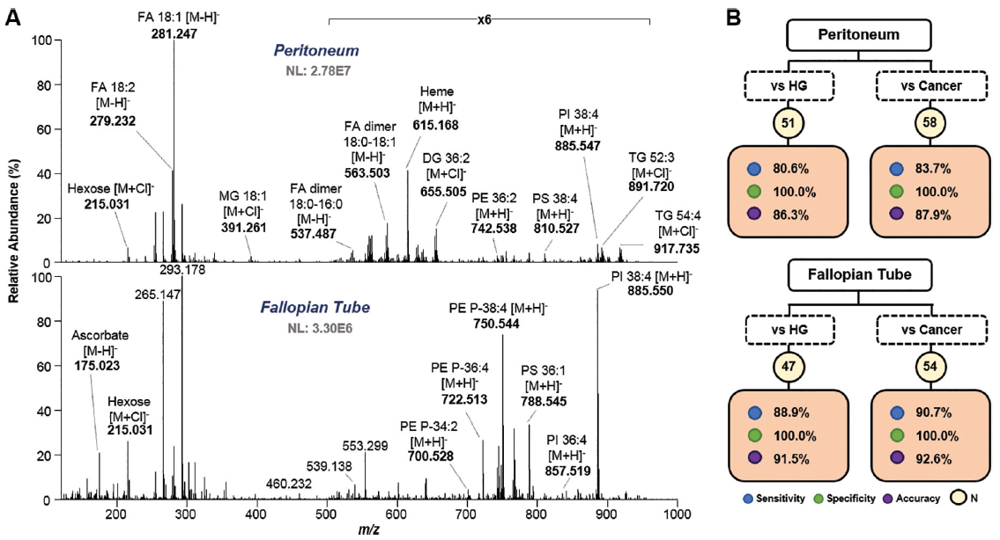 A
x6
FA 18:1 [M-H]-
281.247
Peritoneum
NL: 2.78E7
FA 18:2
[M-H]-
279.232
Hexose [M+Cl]-
215.031
MG 18:1
[M+Cl]-
391.261
FA dimer
18:0-16:0
[M-H]-
537.487
FA dimer
18:0-18:1
[M-H]-
563.503
Heme
[M+H]-
615.168
DG 36:2
[M+Cl]-
655.505
PE 36:2
[M+H]-
742.538
PS 38:4
[M+H]-
810.527
PI 38:4
[M+H]-
885.547
TG 52:3
[M+Cl]-
891.720
TG 54:4
[M+Cl]-
917.735
100
80
60
40
20
0
Relative Abundance (%)
293.178
265.147
Fallopian Tube
NL: 3.30E6
Ascorbate
[M-H]-
175.023
Hexose
[M+Cl]-
215.031
460.232
539.138
553.299
PE P-34:2
[M+H]-
700.528
PE P-36:4
[M+H]-
722.513
PE P-38:4 [M+H]-
750.544
PS 36:1
[M+H]-
788.545
PI 36:4
[M+H]-
857.519
PI 38:4 [M+H]-
885.550
100
80
60
40
20
0
200 300 400 500 600 700 800 900 1000
m/z
B
Peritoneum
vs HG vs Cancer
51 58
80.6% 83.7%
100.0% 100.0%
86.3% 87.9%
Fallopian Tube
vs HG vs Cancer
47 54
88.9% 90.7%
100.0% 100.0%
91.5% 92.6%
Sensitivity Specificity Accuracy N